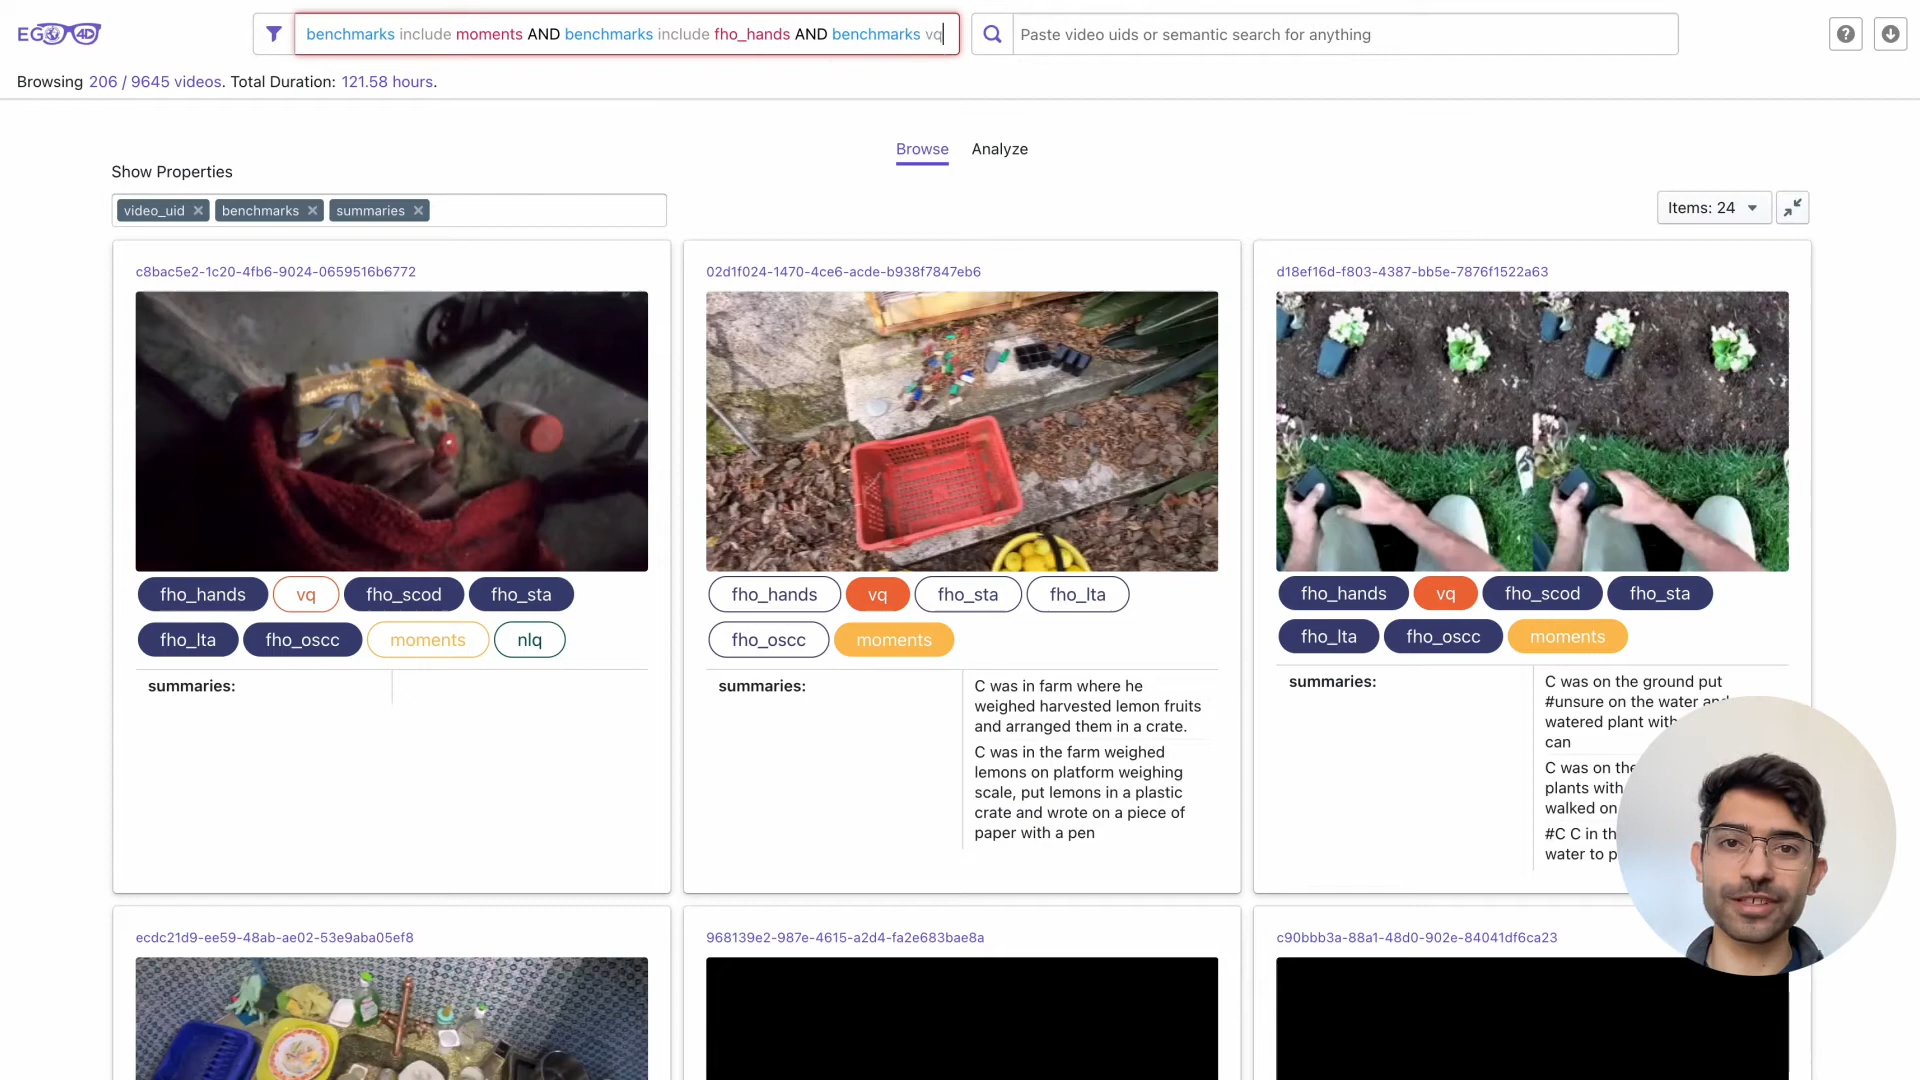 EGO4D
benchmarks include moments AND benchmarks include fho_hands AND benchmarks vq
Paste video uids or semantic search for anything
Browsing 206 / 9645 videos. Total Duration: 121.58 hours.
Browse Analyze
Show Properties
video_uid benchmarks summaries
Items: 24
c8bac5e2-1c20-4fb6-9024-0659516b6772
fho_hands vq fho_scod fho_sta
fho_lta fho_oscc moments nlq
summaries:
02d1f024-1470-4ce6-acde-b938f7847eb6
fho_hands vq fho_sta fho_lta
fho_oscc moments
summaries:
C was in farm where he
weighed harvested lemon fruits
and arranged them in a crate.
C was in the farm weighed
lemons on platform weighing
scale, put lemons in a plastic
crate and wrote on a piece of
paper with a pen
d18ef16d-f803-4387-bb5e-7876f1522a63
fho_hands vq fho_scod fho_sta
fho_lta fho_oscc moments
summaries:
C was on the ground put
#unsure on the water and
watered plant with
can
C was on the
plants with
walked on
#C C in th
water to p
ecdc21d9-ee59-48ab-ae02-53e9aba05ef8
968139e2-987e-4615-a2d4-fa2e683bae8a
c90bbb3a-88a1-48d0-902e-84041df6ca23